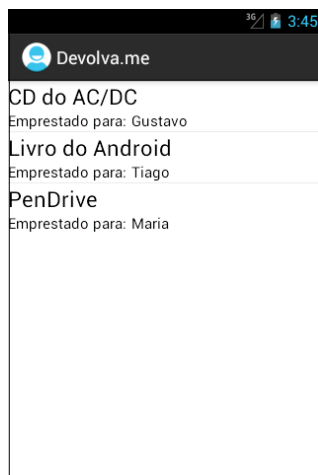 3G 3:45
Devolva.me
CD do AC/DC
Emprestado para: Gustavo
Livro do Android
Emprestado para: Tiago
PenDrive
Emprestado para: Maria